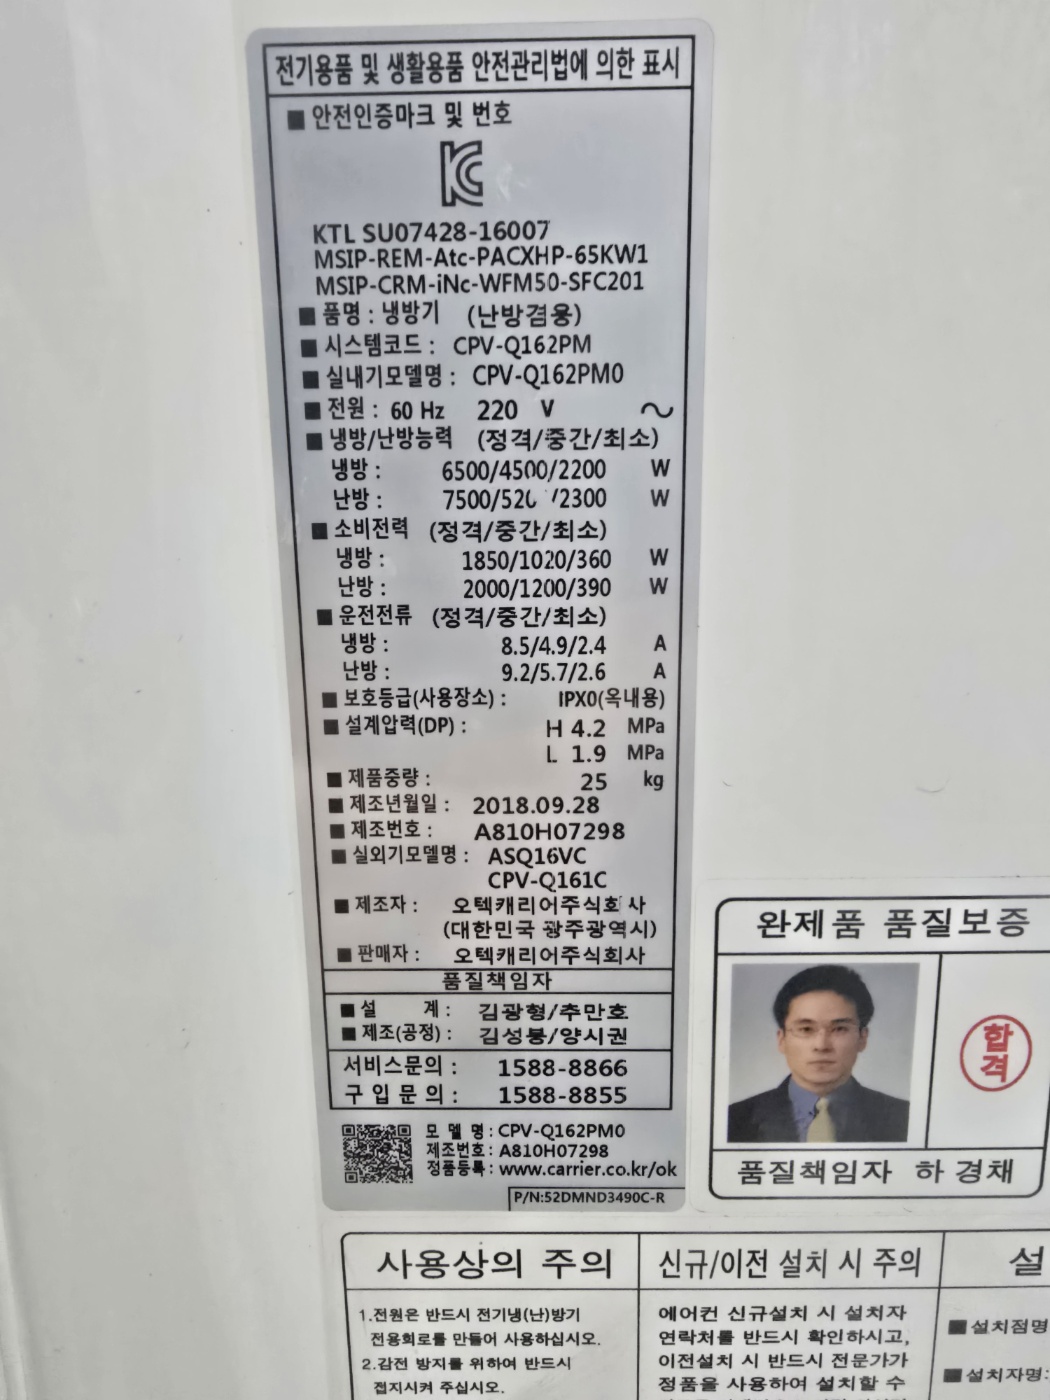 전기용품 및 생활용품 안전관리법에 의한 표시
■ 안전인증마크 및 번호
KC
KTL SU07428-16007
MSIP-REM-Atc-PACXHP-65KW1
MSIP-CRM-iNc-WFM50-SFC201
■ 품명 : 냉방기 (난방겸용)
■ 시스템코드 : CPV-Q162PM
■ 실내기모델명 : CPV-Q162PM0
■ 전원 : 60 Hz 220 V ～
■ 냉방/난방능력 (정격/중간/최소)
냉방 : 6500/4500/2200 W
난방 : 7500/520 /2300 W
■ 소비전력 (정격/중간/최소)
냉방 : 1850/1020/360 W
난방 : 2000/1200/390 W
■ 운전전류 (정격/중간/최소)
냉방 : 8.5/4.9/2.4 A
난방 : 9.2/5.7/2.6 A
■ 보호등급(사용장소) : IPX0(옥내용)
■ 설계압력(DP) : H 4.2 MPa
L 1.9 MPa
■ 제품중량 : 25 kg
■ 제조년월일 : 2018.09.28
■ 제조번호 : A810H07298
■ 실외기모델명 : ASQ16VC
CPV-Q161C
■ 제조자 : 오텍캐리어주식회사
(대한민국 광주광역시)
■ 판매자 : 오텍캐리어주식회사
품질책임자
■ 설 계 : 김광형/추만호
■ 제조(공정) : 김성봉/양시권
서비스문의 : 1588-8866
구 입 문 의 : 1588-8855
모 델 명 : CPV-Q162PM0
제조번호 : A810H07298
정품등록 : www.carrier.co.kr/ok
P/N:52DMND3490C-R
완제품 품질보증
합격
품질책임자 하경채
사용상의 주의
1.전원은 반드시 전기냉(난)방기
전용회로를 만들어 사용하십시오.
2.감전 방지를 위하여 반드시
접지시켜 주십시오.
신규/이전 설치 시 주의
에어컨 신규설치 시 설치자
연락처를 반드시 확인하시고,
이전설치 시 반드시 전문가가
정품을 사용하여 설치할 수
설
■ 설치점명
■ 설치자명: